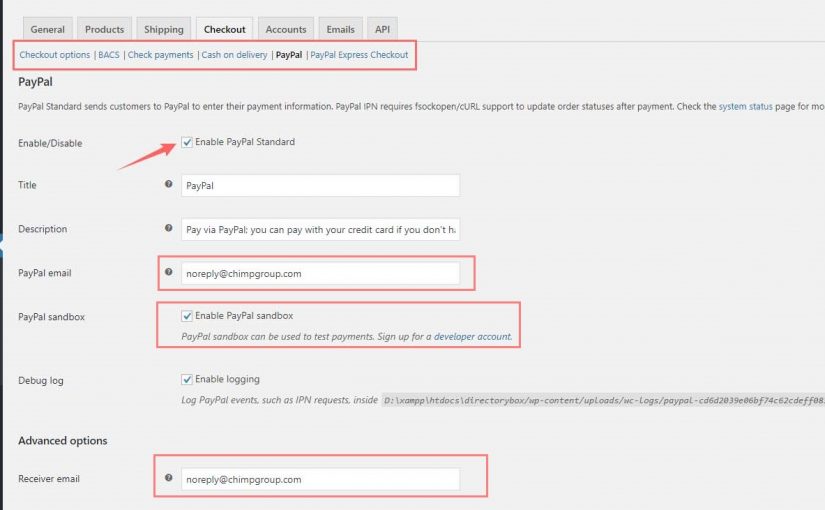 General Products Shipping Checkout Accounts Emails API
Checkout options | BACS | Check payments | Cash on delivery | PayPal | PayPal Express Checkout
PayPal
PayPal Standard sends customers to PayPal to enter their payment information. PayPal IPN requires fsockopen/cURL support to update order statuses after payment. Check the system status page for mo
Enable/Disable Enable PayPal Standard
Title ? PayPal
Description ? Pay via PayPal; you can pay with your credit card if you don't h
PayPal email ? noreply@chimpgroup.com
PayPal sandbox Enable PayPal sandbox
PayPal sandbox can be used to test payments. Sign up for a developer account.
Debug log Enable logging
Log PayPal events, such as IPN requests, inside D:\xampp\htdocs\directorybox/wp-content/uploads/wc-logs/paypal-cd6d2039e06bf74c62cdeff08
Advanced options
Receiver email ? noreply@chimpgroup.com